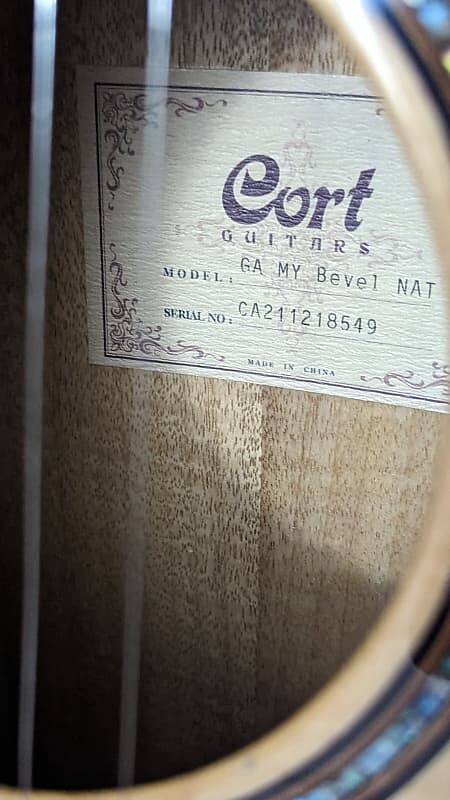 Cort
GUITARS
MODEL: GA MY Bevel NAT
SERIAL NO: CA211218549
MADE IN CHINA